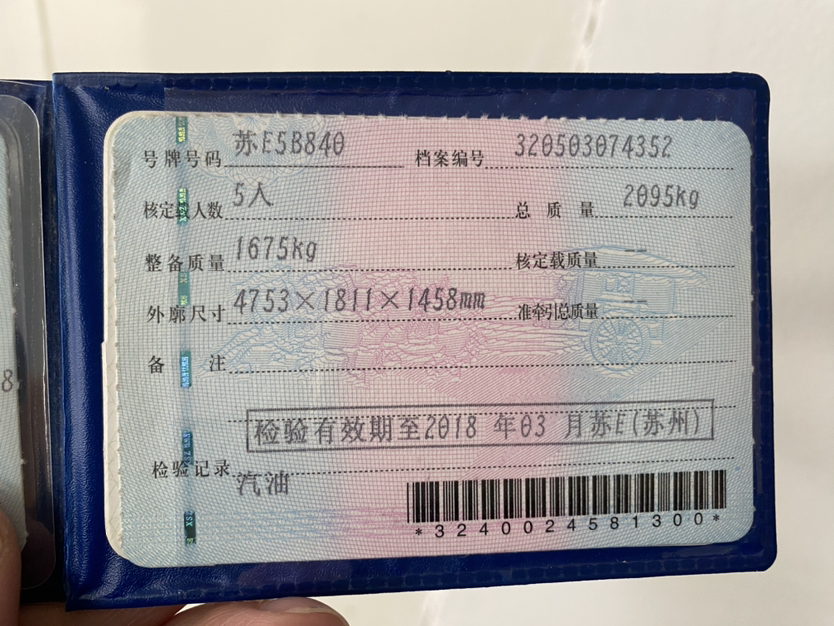 号牌号码 苏E5B840 档案编号 320503074352
核定载人数 5人 总质量 2095kg
整备质量 1675kg 核定载质量 --
外廓尺寸 4753×1811×1458mm 准牵引总质量 --
备注
检验有效期至2018年03月苏E(苏州)
检验记录
汽油
*3240024581300*
8